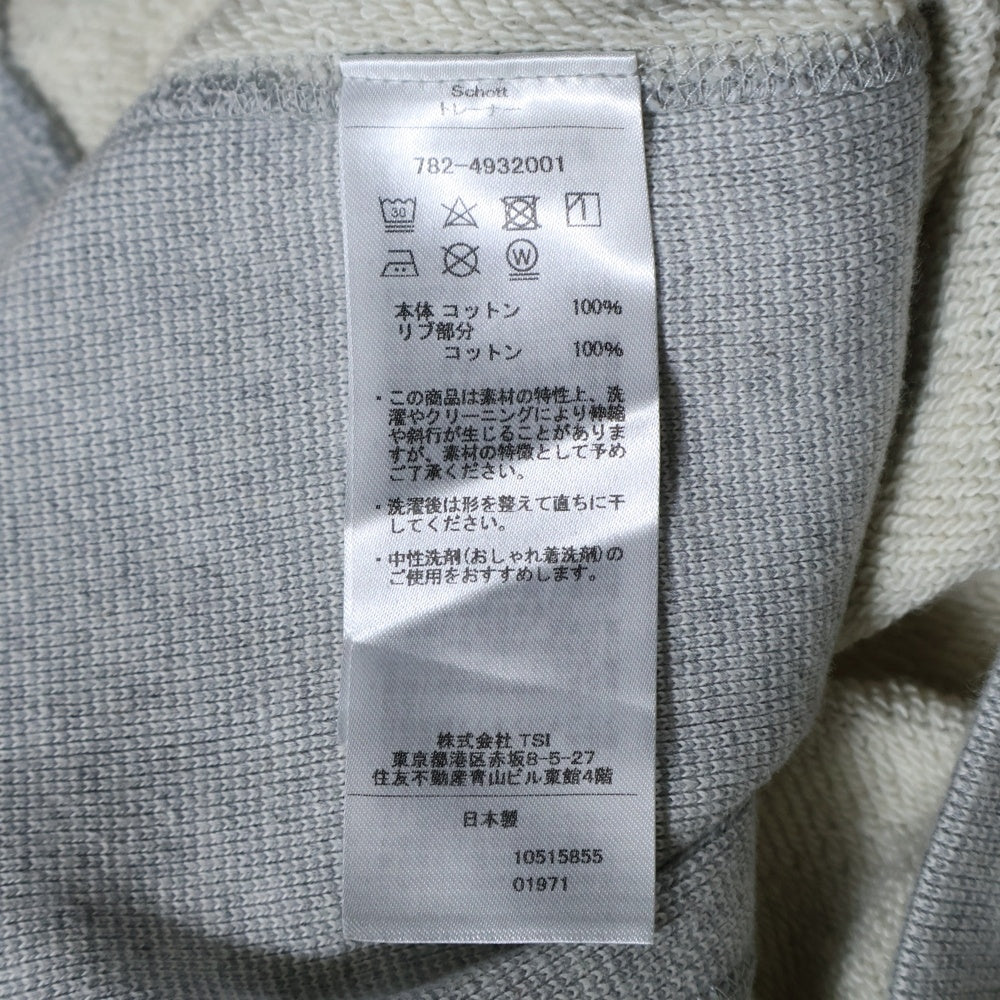 Schott
トレーナー
782-4932001
30
W
本体 コットン 100%
リブ部分
コットン 100%
・この商品は素材の特性上、洗
濯やクリーニングにより伸縮
や斜行が生じることがありま
すが、素材の特徴として予め
ご了承ください。
・洗濯後は形を整えて直ちに干
してください。
・中性洗剤(おしゃれ着洗剤)の
ご使用をおすすめします。
株式会社 TSI
東京都港区赤坂8-5-27
住友不動産青山ビル東館4階
日本製
10515855
01971